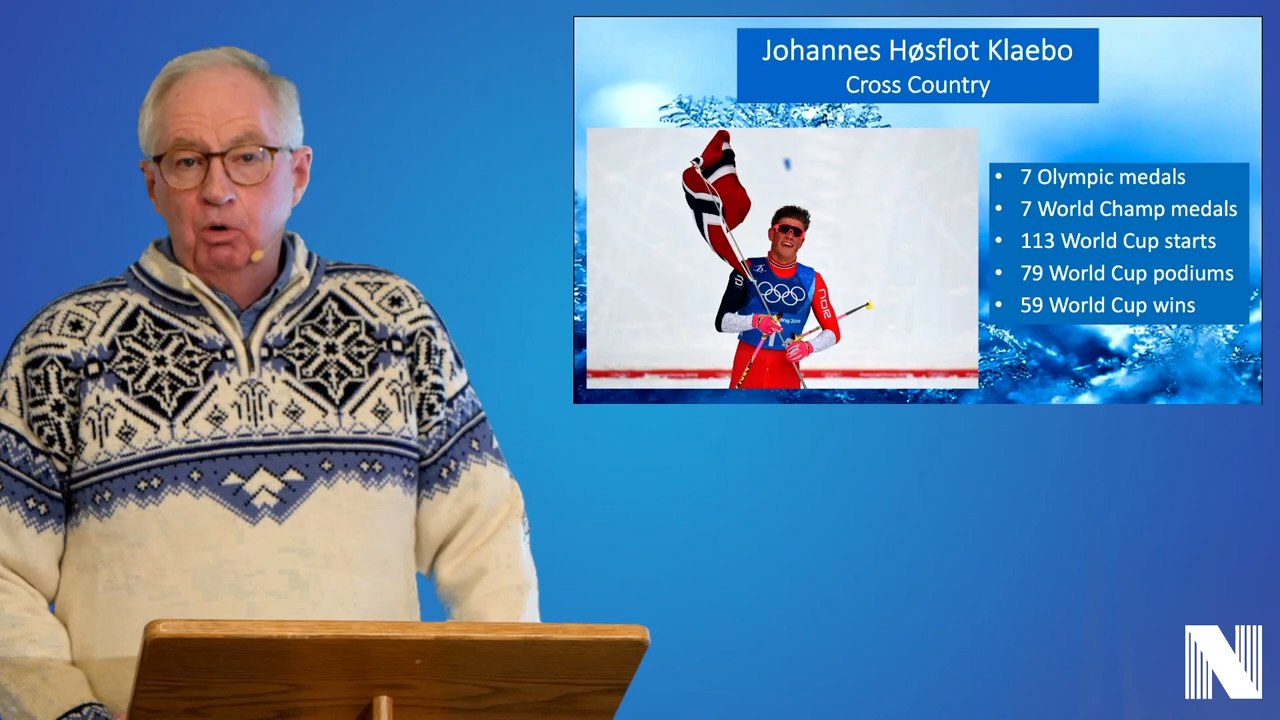 Johannes Høsflot Klaebo
Cross Country
• 7 Olympic medals
• 7 World Champ medals
• 113 World Cup starts
• 79 World Cup podiums
• 59 World Cup wins
NOR
N